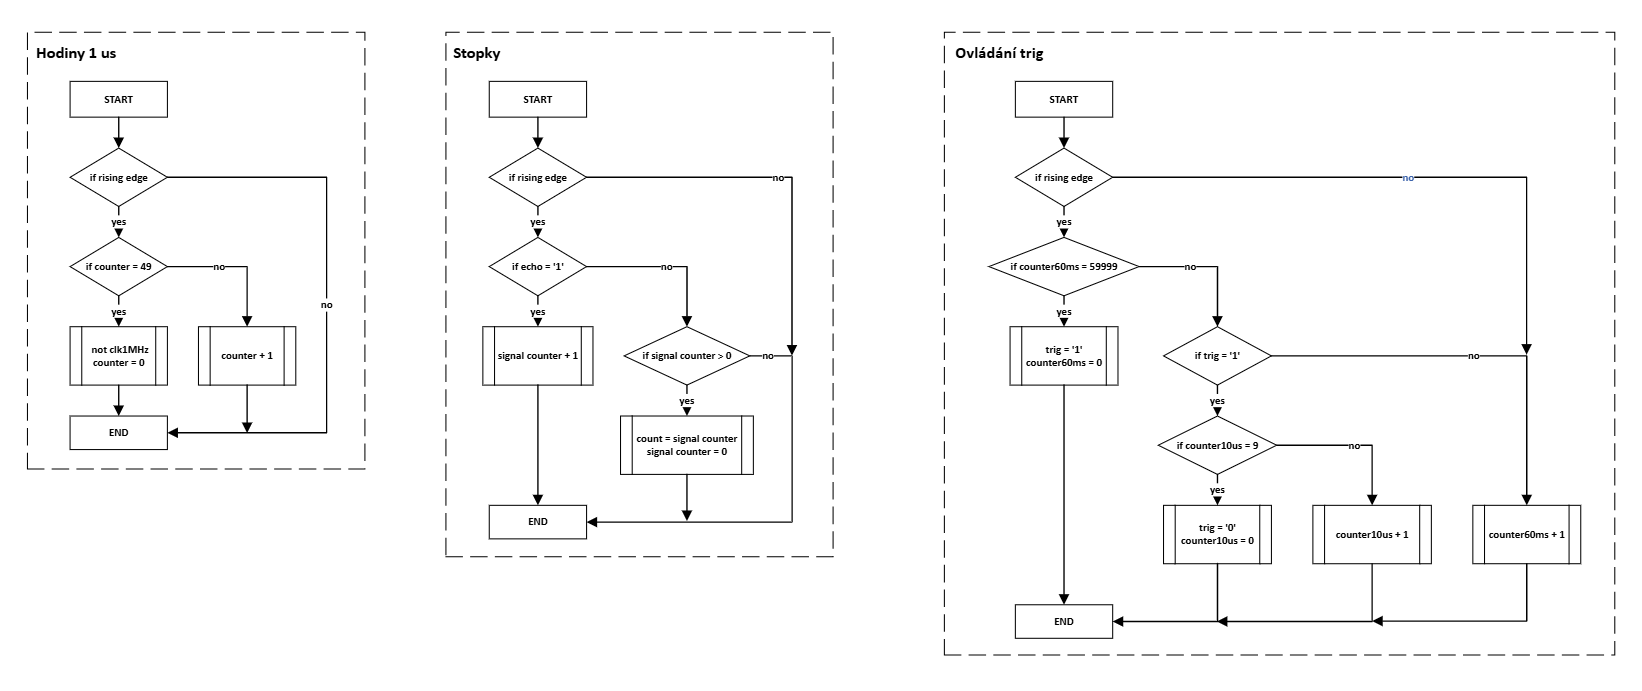 Hodiny 1 us
START
if rising edge
yes
if counter = 49
no
no
yes
not clk1MHz
counter = 0
counter + 1
END
Stopky
START
if rising edge
no
yes
if echo = '1'
no
yes
signal counter + 1
if signal counter > 0
no
yes
count = signal counter
signal counter = 0
END
Ovládání trig
START
if rising edge
no
yes
if counter60ms = 59999
no
yes
trig = '1'
counter60ms = 0
if trig = '1'
no
yes
if counter10us = 9
no
yes
trig = '0'
counter10us = 0
counter10us + 1
counter60ms + 1
END